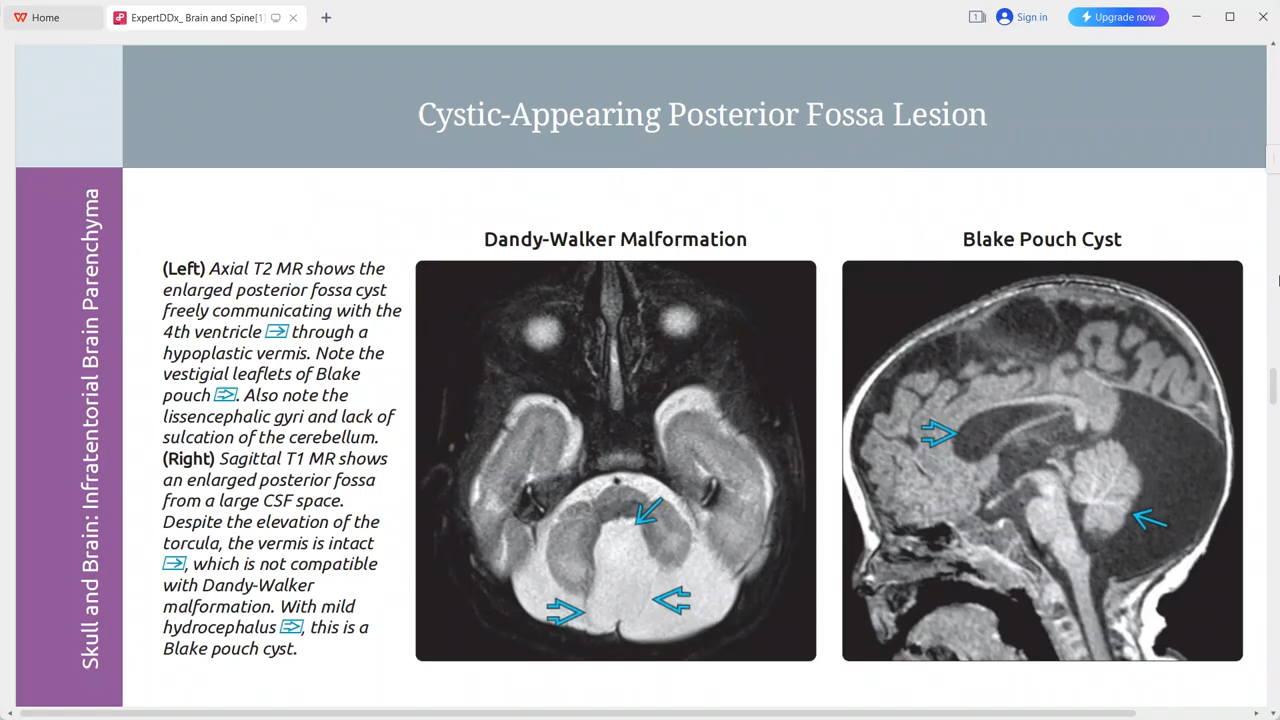 Home
ExpertDDx_ Brain and Spine[1]
1
Sign in
Upgrade now
Cystic-Appearing Posterior Fossa Lesion
Skull and Brain: Infratentorial Brain Parenchyma
Dandy-Walker Malformation
Blake Pouch Cyst
(Left) Axial T2 MR shows the
enlarged posterior fossa cyst
freely communicating with the
4th ventricle through a
hypoplastic vermis. Note the
vestigial leaflets of Blake
pouch. Also note the
lissencephalic gyri and lack of
sulcation of the cerebellum.
(Right) Sagittal T1 MR shows
an enlarged posterior fossa
from a large CSF space.
Despite the elevation of the
torcula, the vermis is intact
, which is not compatible
with Dandy-Walker
malformation. With mild
hydrocephalus , this is a
Blake pouch cyst.